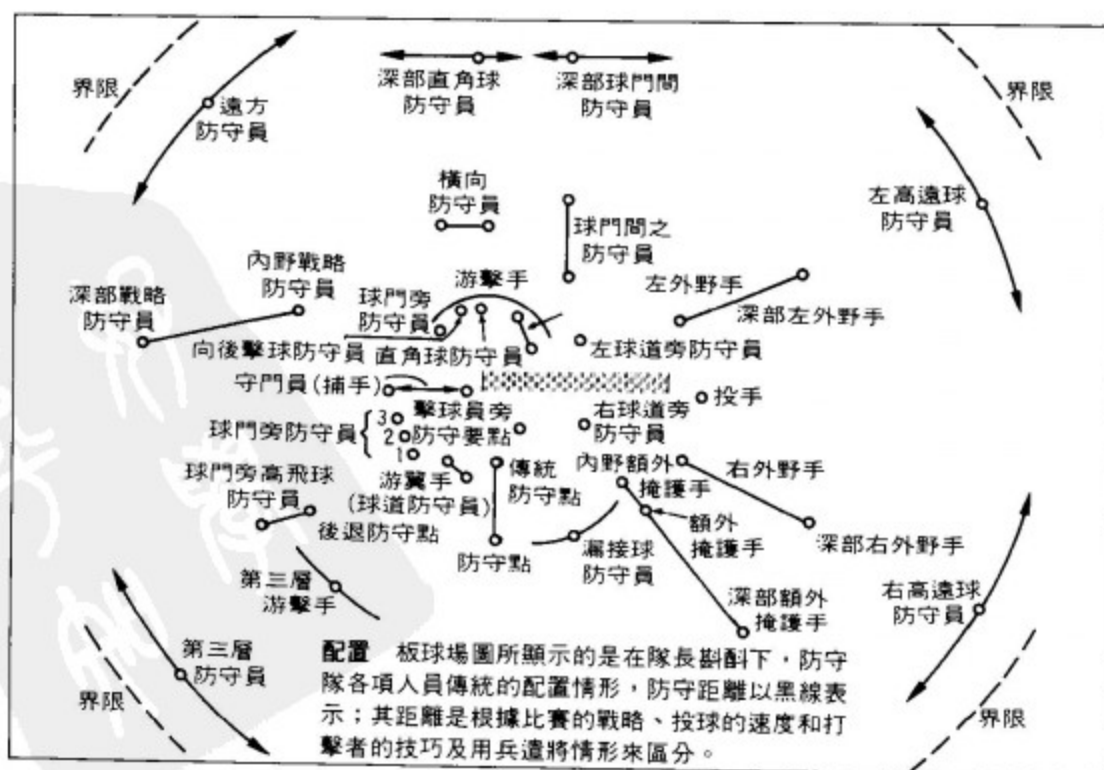 界限
遠方
防守員
深部直角球
防守員
深部球門間
防守員
界限
橫向
防守員
球門間之
防守員
左高遠球
防守員
內野戰略
防守員
深部戰略
防守員
游擊手
球門旁
防守員
左外野手
深部左外野手
向後擊球防守員
直角球防守員
左球道旁防守員
守門員(捕手)
投手
球門旁防守員
3
2
1
擊球員旁
防守要點
右球道旁
防守員
球門旁高飛球
防守員
游翼手
(球道防守員)
傳統
防守點
內野額外
掩護手
右外野手
後退防守點
額外
掩護手
防守點
漏接球
防守員
深部右外野手
第三層
游擊手
深部額外
掩護手
右高遠球
防守員
第三層
防守員
界限
界限
配置 板球場圖所顯示的是在隊長斟酌下,防守
隊各項人員傳統的配置情形,防守距離以黑線表
示;其距離是根據比賽的戰略、投球的速度和打
擊者的技巧及用兵遣將情形來區分。